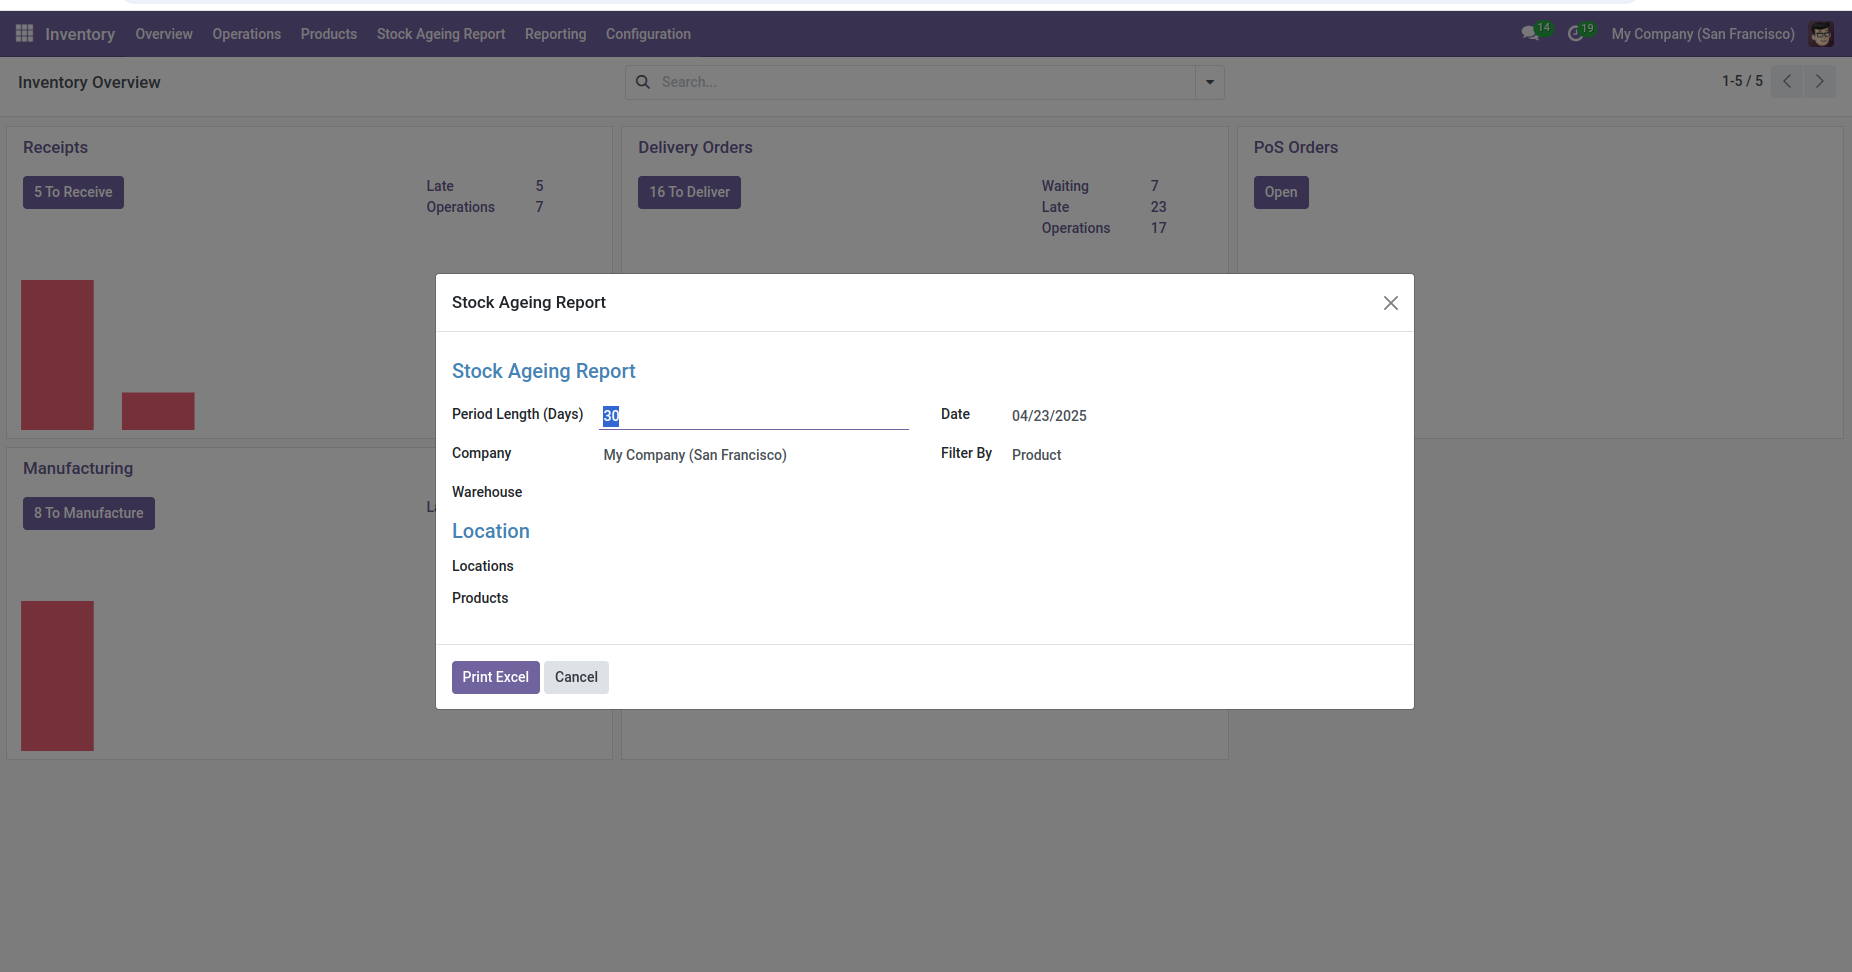 Inventory Overview Operations Products Stock Ageing Report Reporting Configuration 14 19 My Company (San Francisco)
Inventory Overview Search... 1-5 / 5
Receipts Delivery Orders PoS Orders
5 To Receive Late 5 16 To Deliver Waiting 7 Open
Operations 7 Late 23
Operations 17
Stock Ageing Report
Stock Ageing Report
Period Length (Days) 30 Date 04/23/2025
Company My Company (San Francisco) Filter By Product
Manufacturing
Warehouse
8 To Manufacture
Location
Locations
Products
Print Excel Cancel